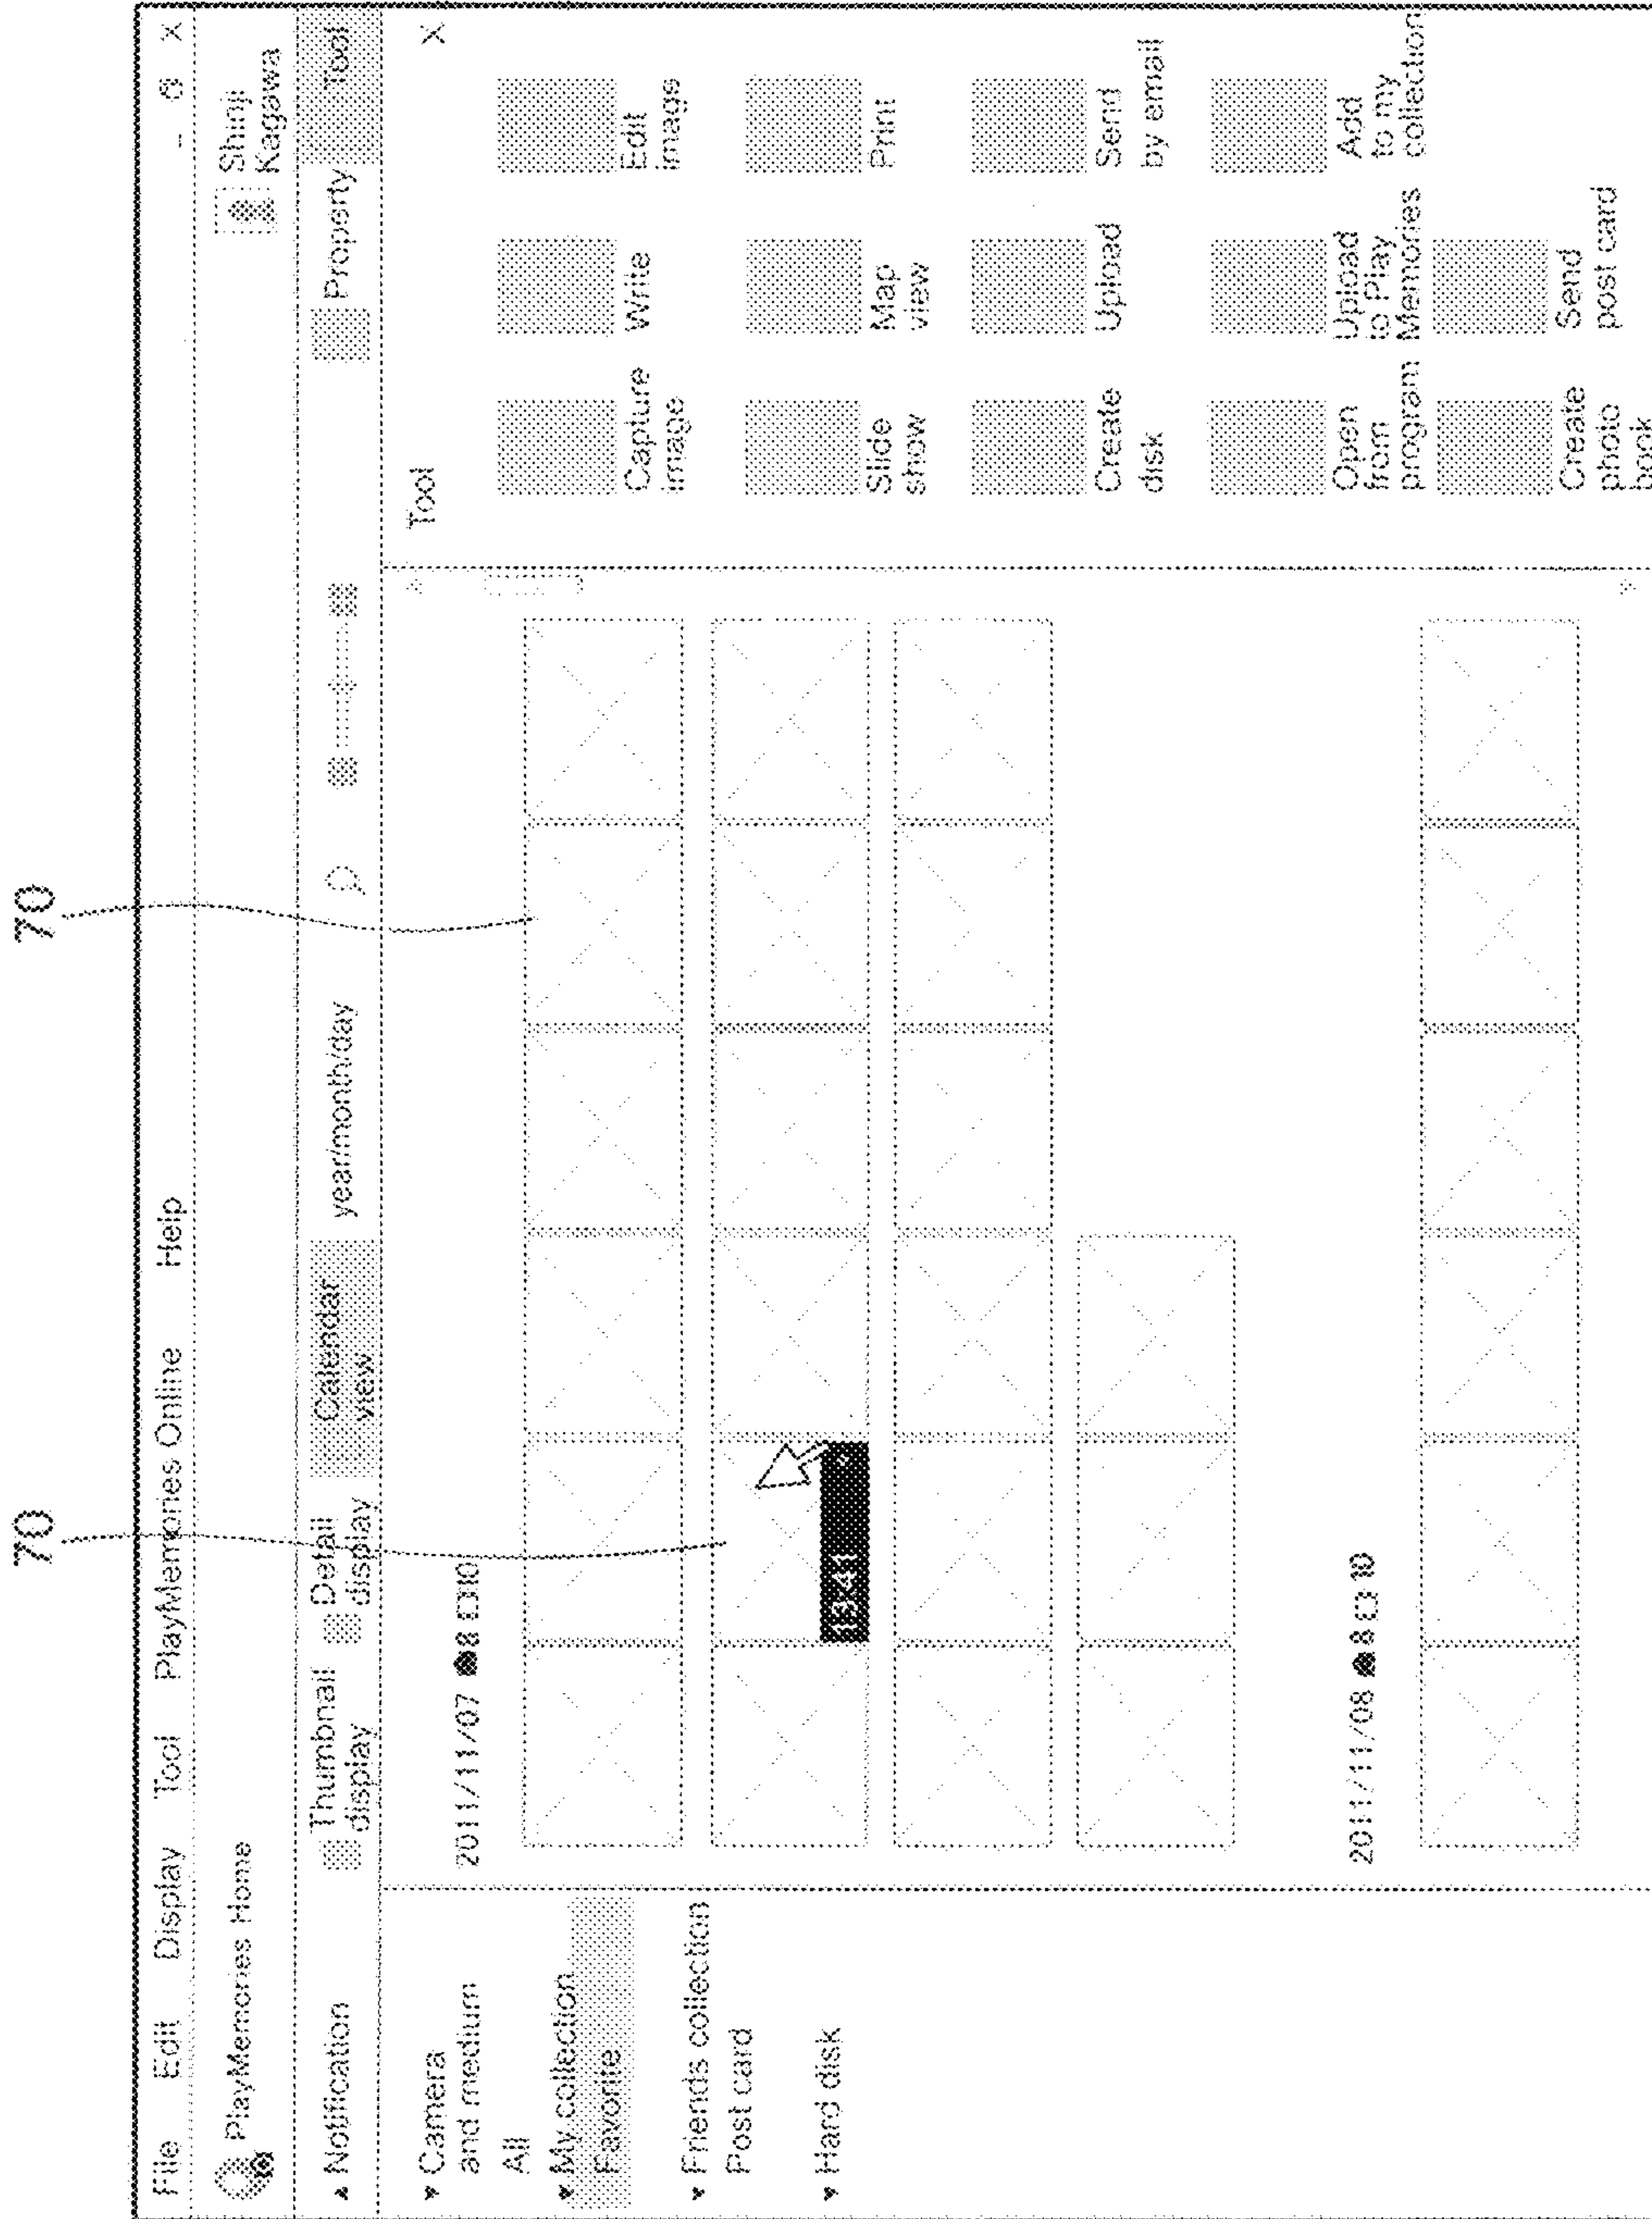 70
70
File Edit Display Tool PlayMemories Online Help
PlayMemories Home
Shinji
Kagawa
Notification
Thumbnail
display
Detail
display
Calendar
view
year/month/day
Property
Tool
Camera
and medium
All
My collection
Favorite
Friends collection
Post card
Hard disk
2011/11/07 8 10
13:41
2011/11/08 8 10
Tool
Capture
image
Write
Edit
image
Slide
show
Map
view
Print
Create
disk
Upload
Send
by email
Open
from
program
Upload
to Play
Memories
Add
to my
collection
Create
photo
book
Send
post card